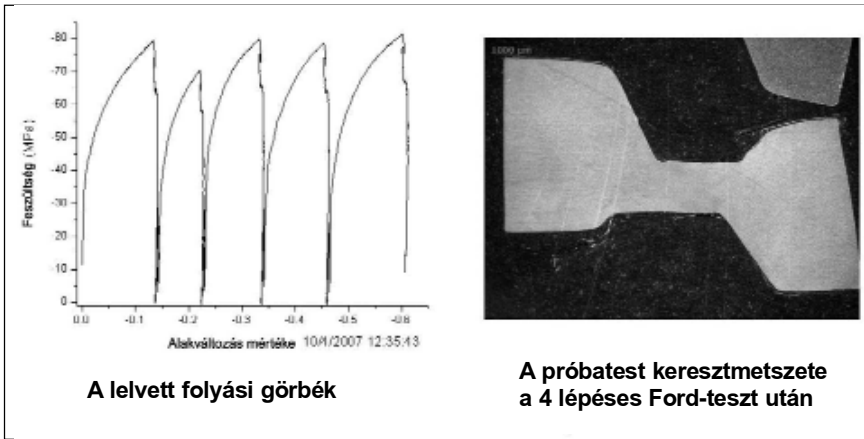 -80
-70
-60
-50
-40
-30
-20
-10
0
Feszültség (MPa)
0.0 -0.1 -0.2 -0.3 -0.4 -0.5 -0.6
Alakváltozás mértéke 10/4/2007 12:35:43
A lelvett folyási görbék
1000 µm
A próbatest keresztmetszete
a 4 lépéses Ford-teszt után